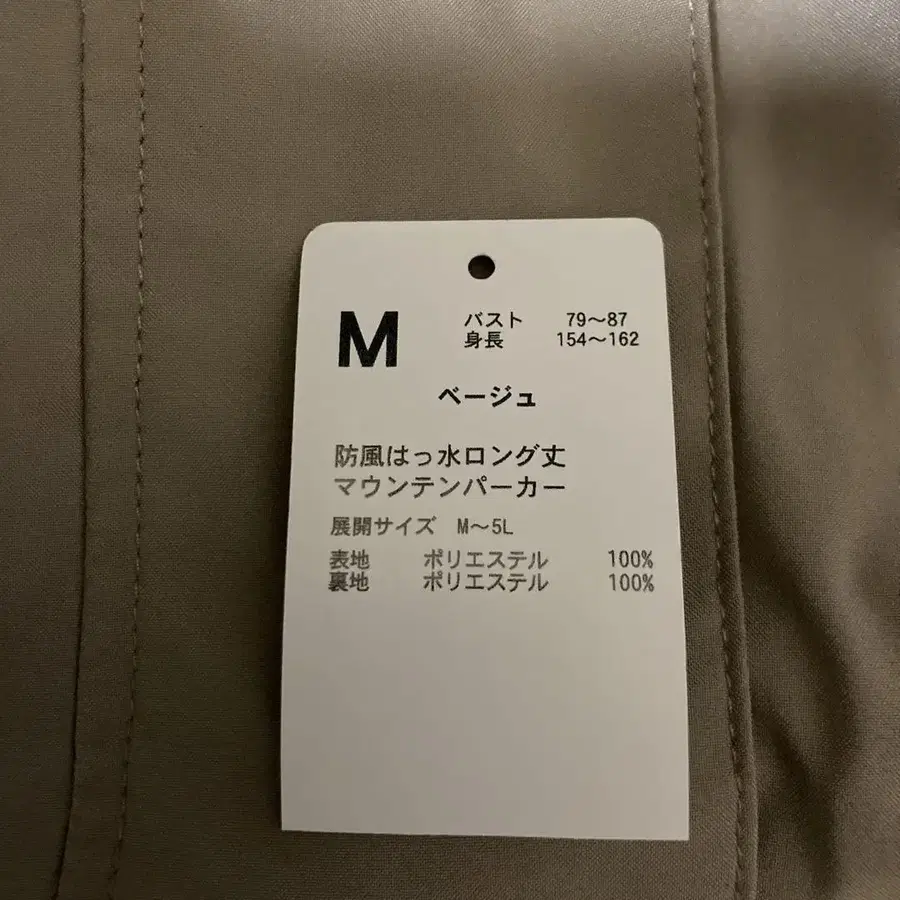 M バスト 79～87
身長 154～162
ベージュ
防風はっ水ロング丈
マウンテンパーカー
展開サイズ M～5L
表地 ポリエステル 100%
裏地 ポリエステル 100%